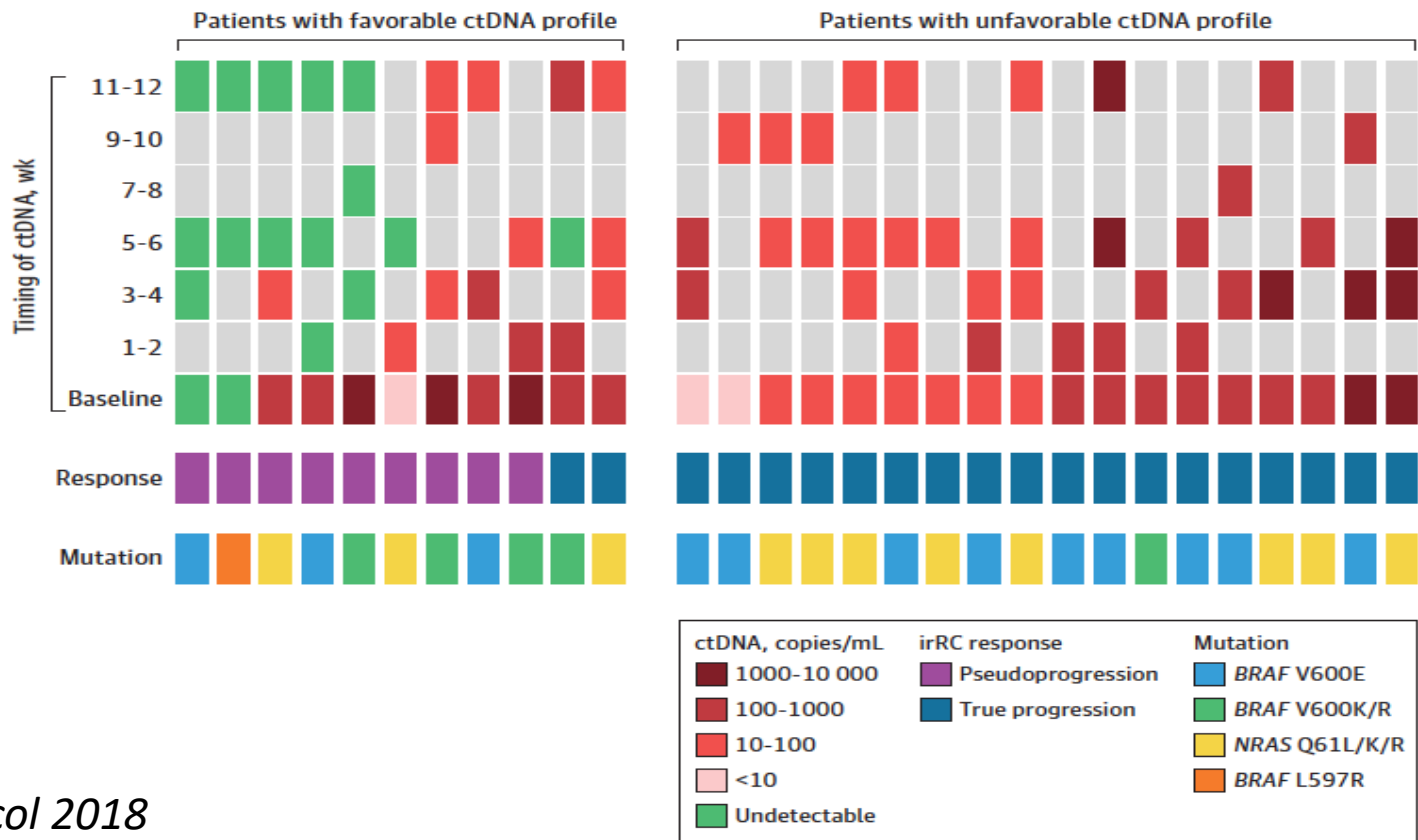 Patients with favorable ctDNA profile
Patients with unfavorable ctDNA profile
Timing of ctDNA, wk
11-12
9-10
7-8
5-6
3-4
1-2
Baseline
Response
Mutation
ctDNA, copies/mL
1000-10 000
100-1000
10-100
<10
Undetectable
irRC response
Pseudoprogression
True progression
Mutation
BRAF V600E
BRAF V600K/R
NRAS Q61L/K/R
BRAF L597R
col 2018